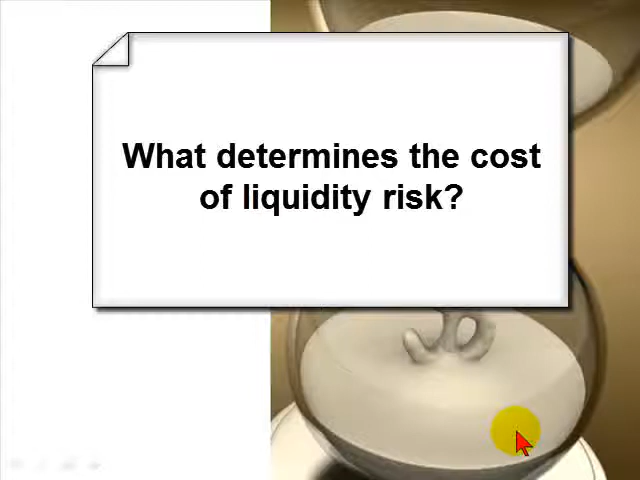 What determines the cost
of liquidity risk?